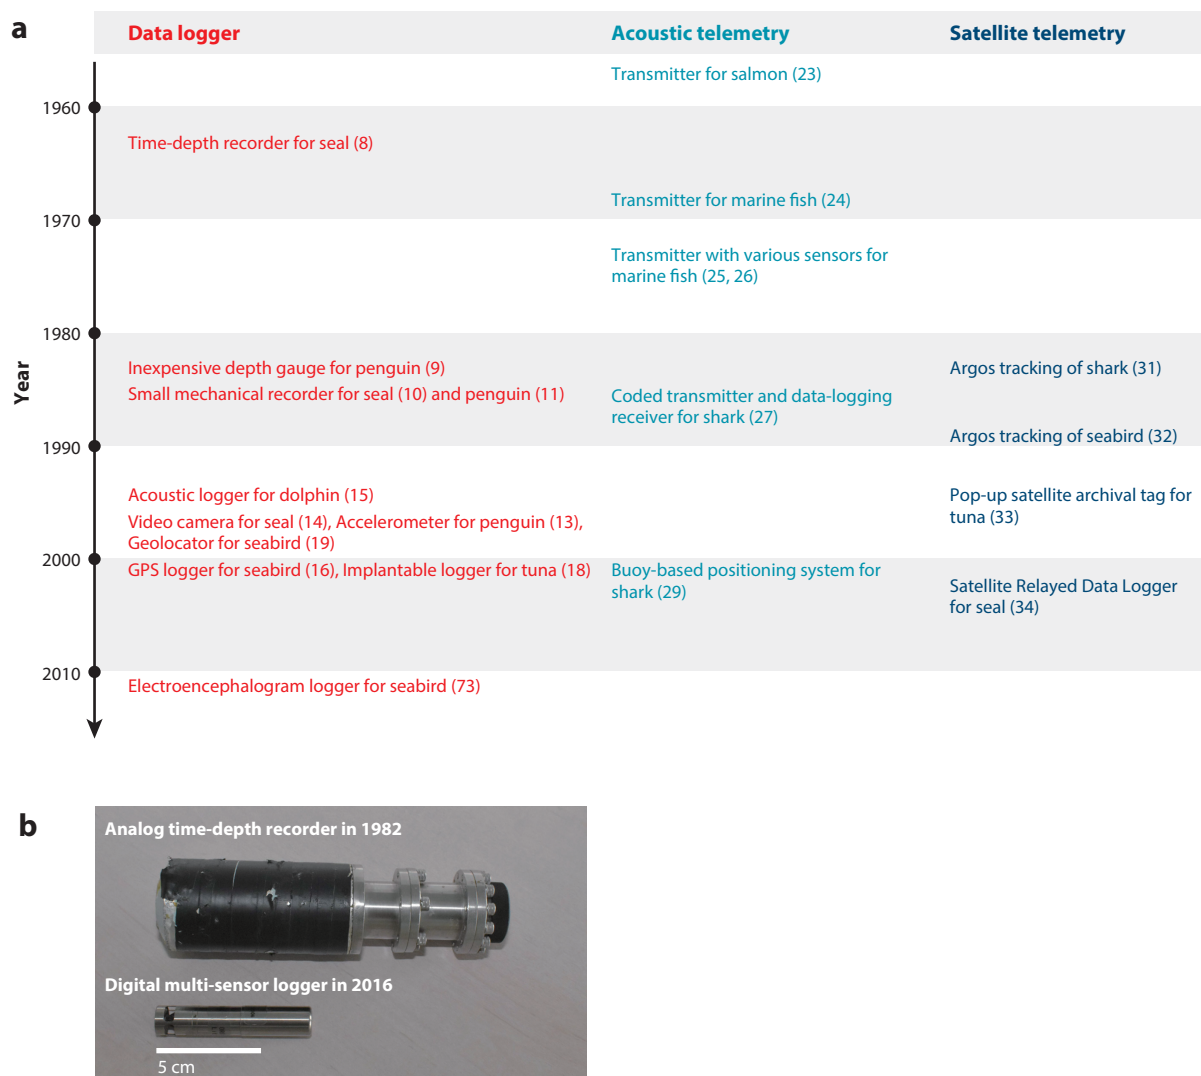 a
Data logger
Acoustic telemetry
Satellite telemetry
Transmitter for salmon (23)
1960
Time-depth recorder for seal (8)
Transmitter for marine fish (24)
1970
Transmitter with various sensors for
marine fish (25, 26)
1980
Year
Inexpensive depth gauge for penguin (9)
Argos tracking of shark (31)
Small mechanical recorder for seal (10) and penguin (11)
Coded transmitter and data-logging
receiver for shark (27)
Argos tracking of seabird (32)
1990
Acoustic logger for dolphin (15)
Pop-up satellite archival tag for
tuna (33)
Video camera for seal (14), Accelerometer for penguin (13),
Geolocator for seabird (19)
2000
GPS logger for seabird (16), Implantable logger for tuna (18)
Buoy-based positioning system for
shark (29)
Satellite Relayed Data Logger
for seal (34)
2010
Electroencephalogram logger for seabird (73)
b
Analog time-depth recorder in 1982
Digital multi-sensor logger in 2016
5 cm